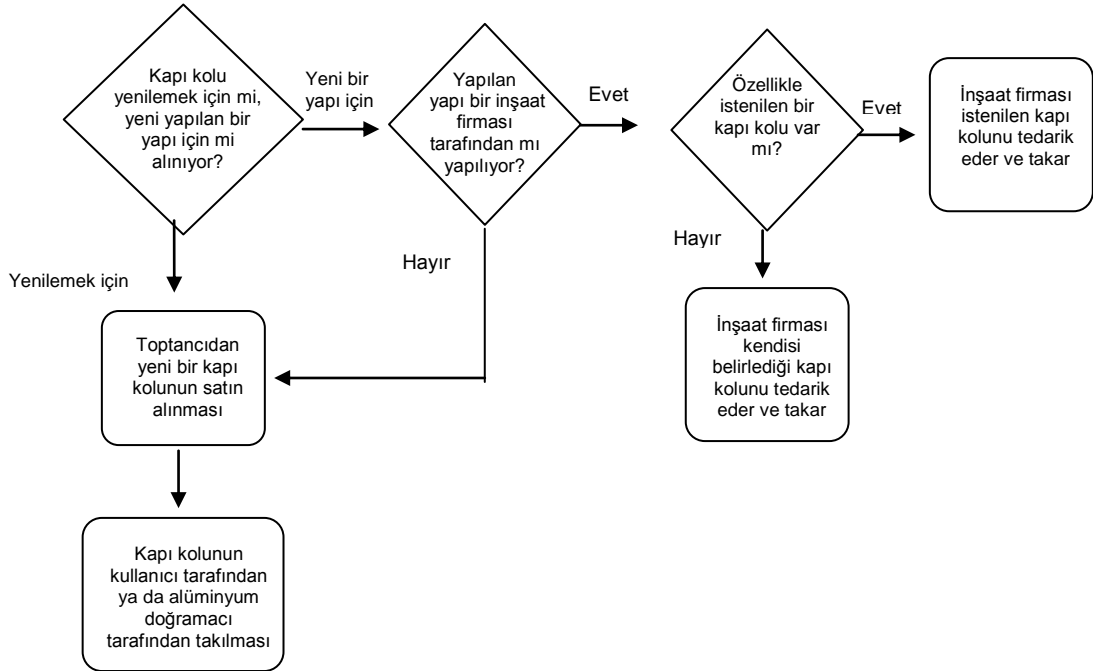 Kapı kolu
yenilemek için mi,
yeni yapılan bir
yapı için mi
alınıyor?
Yeni bir
yapı için
Yapılan
yapı bir inşaat
firması
tarafından mı
yapılıyor?
Evet
Özellikle
istenilen bir
kapı kolu var
mı?
Evet
İnşaat firması
istenilen kapı
kolunu tedarik
eder ve takar
Yenilemek için
Hayır
Hayır
Toptancıdan
yeni bir kapı
kolunun satın
alınması
İnşaat firması
kendisi
belirlediği kapı
kolunu tedarik
eder ve takar
Kapı kolunun
kullanıcı tarafından
ya da alüminyum
doğramacı
tarafından takılması